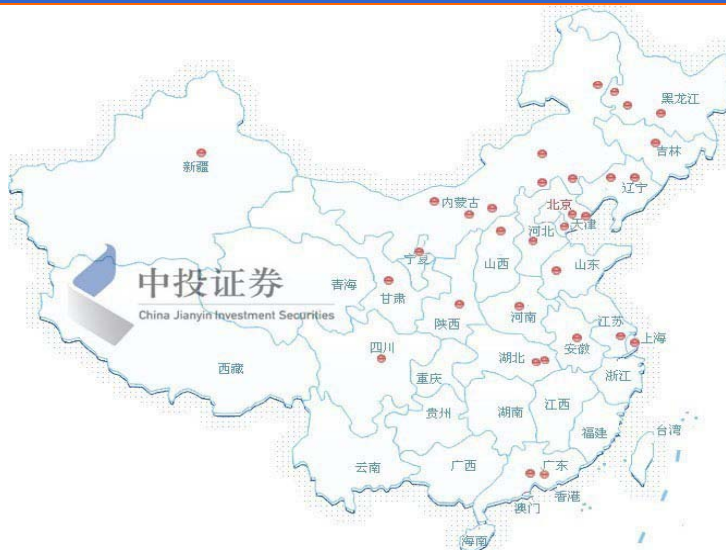 黑龙江
吉林
新疆
辽宁
内蒙古
北京
天津
河北
宁夏
山西
山东
青海
甘肃
中投证券
China Jianyin Investment Securities
陕西
河南
江苏
上海
四川
湖北
安徽
西藏
重庆
浙江
贵州
湖南
江西
福建
台湾
云南
广西
广东
香港
澳门
海南